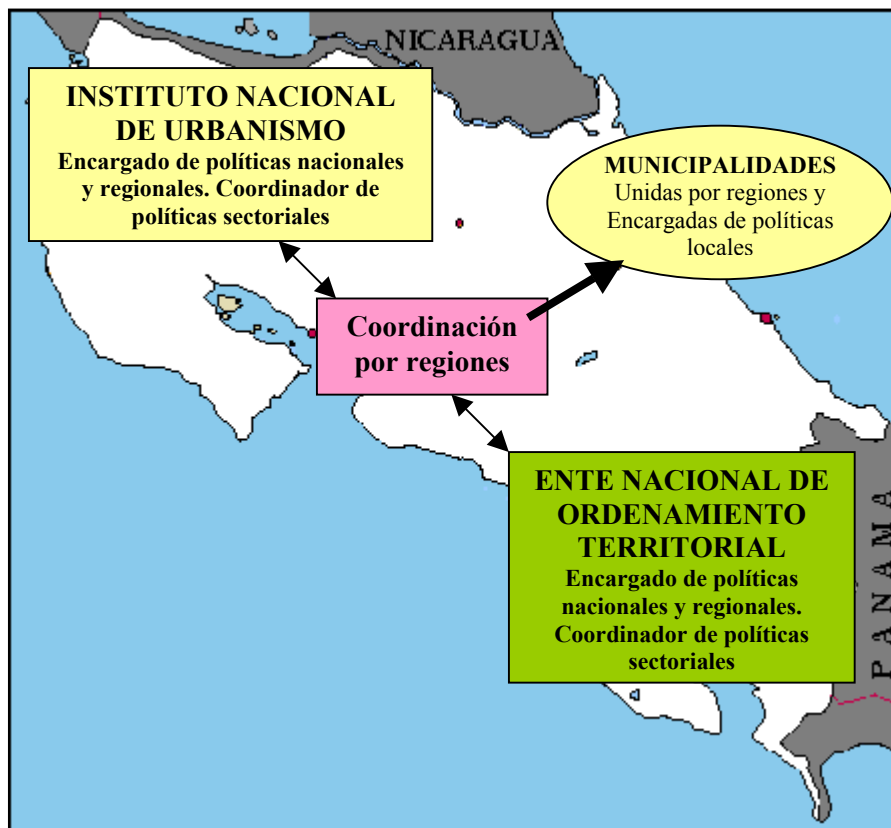 NICARAGUA
INSTITUTO NACIONAL
DE URBANISMO
Encargado de políticas nacionales
y regionales. Coordinador de
políticas sectoriales
MUNICIPALIDADES
Unidas por regiones y
Encargadas de políticas
locales
Coordinación
por regiones
ENTE NACIONAL DE
ORDENAMIENTO
TERRITORIAL
Encargado de políticas
nacionales y regionales.
Coordinador de políticas
sectoriales
PANAMA